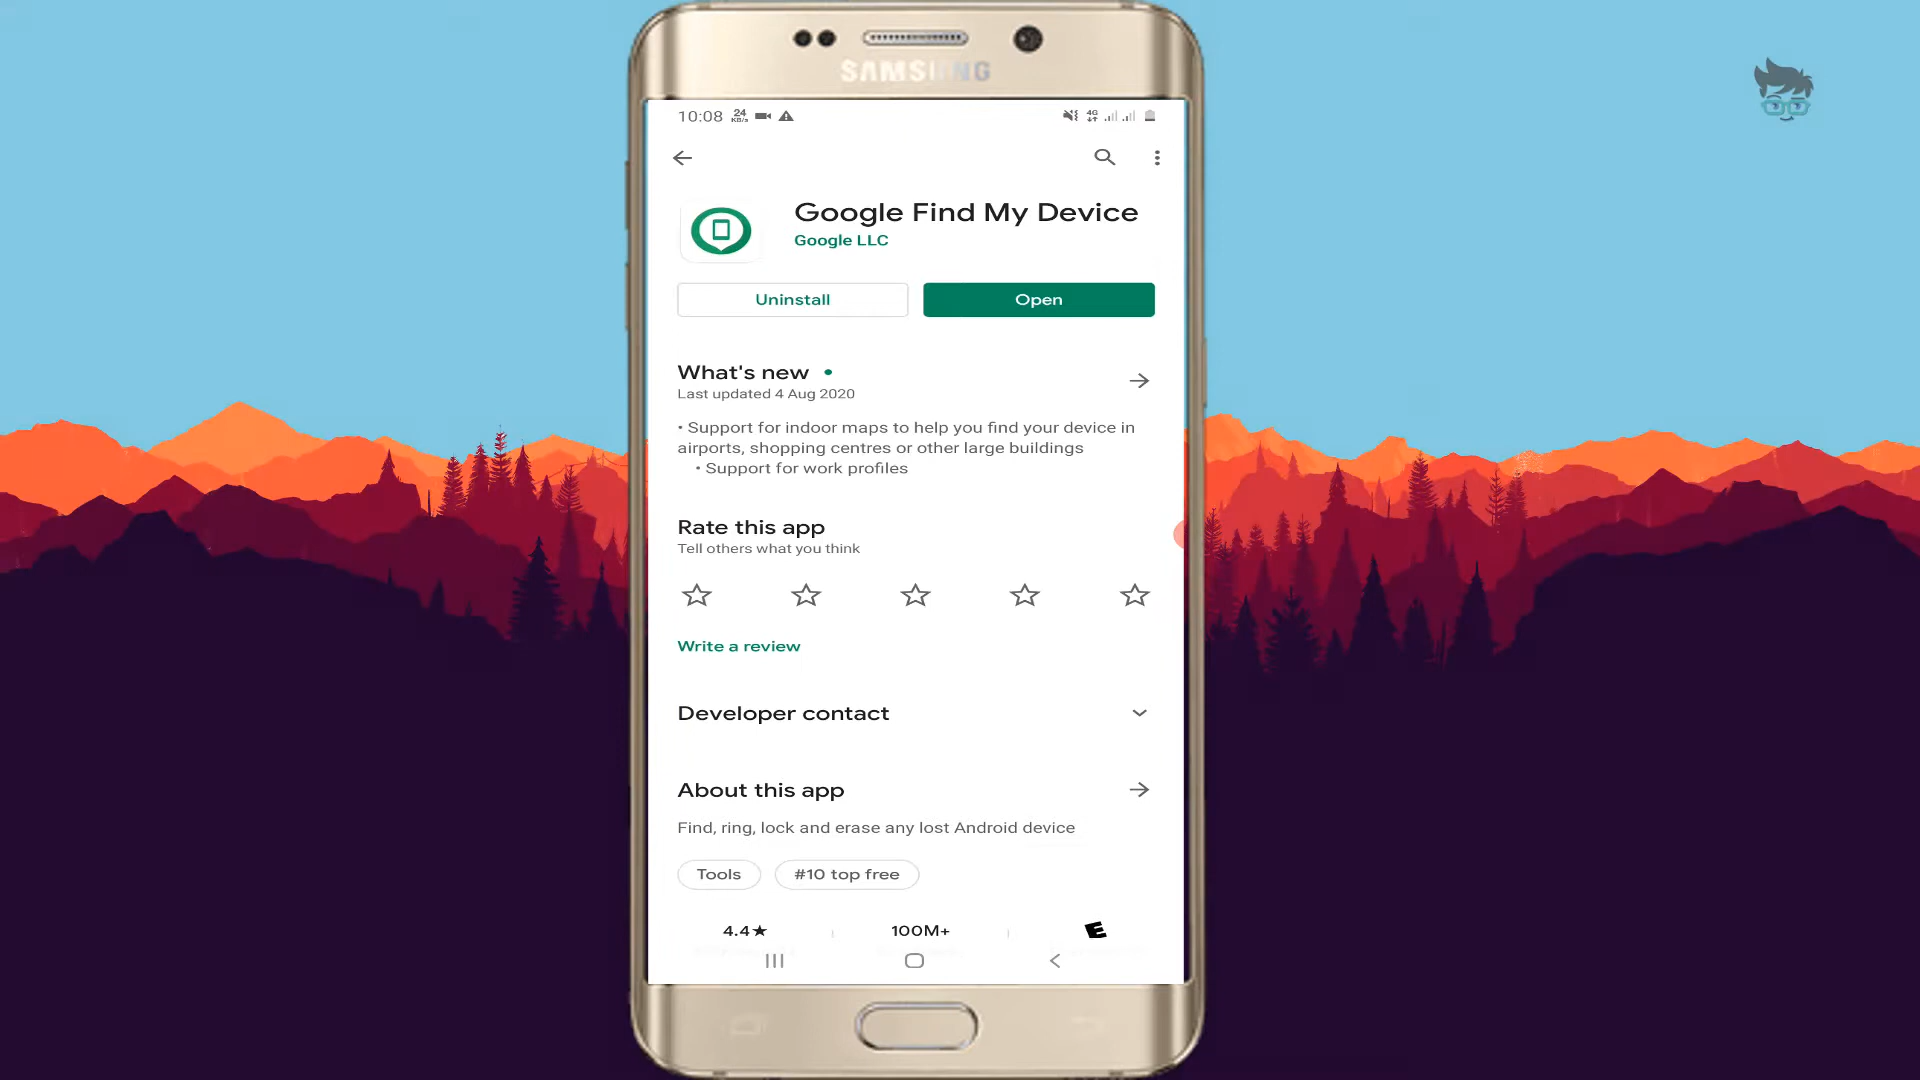 SAMSUNG
10:08 24 KB/s 4G
Google Find My Device
Google LLC
Uninstall
Open
What's new •
Last updated 4 Aug 2020
• Support for indoor maps to help you find your device in
airports, shopping centres or other large buildings
• Support for work profiles
Rate this app
Tell others what you think
Write a review
Developer contact
About this app
Find, ring, lock and erase any lost Android device
Tools
#10 top free
4.4★
100M+
E